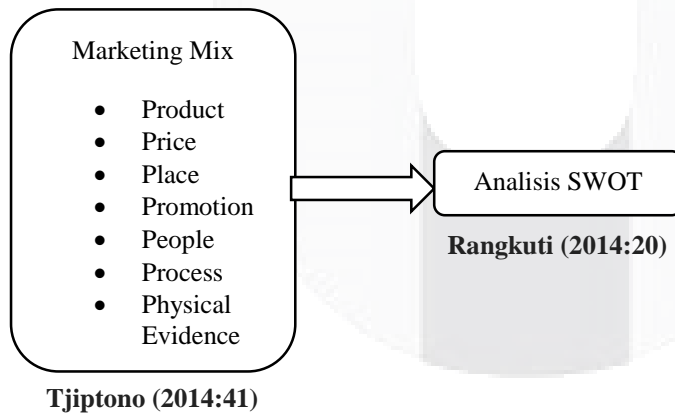 Marketing Mix
• Product
• Price
• Place
• Promotion
• People
• Process
• Physical
Evidence
Tjiptono (2014:41)
Analisis SWOT
Rangkuti (2014:20)